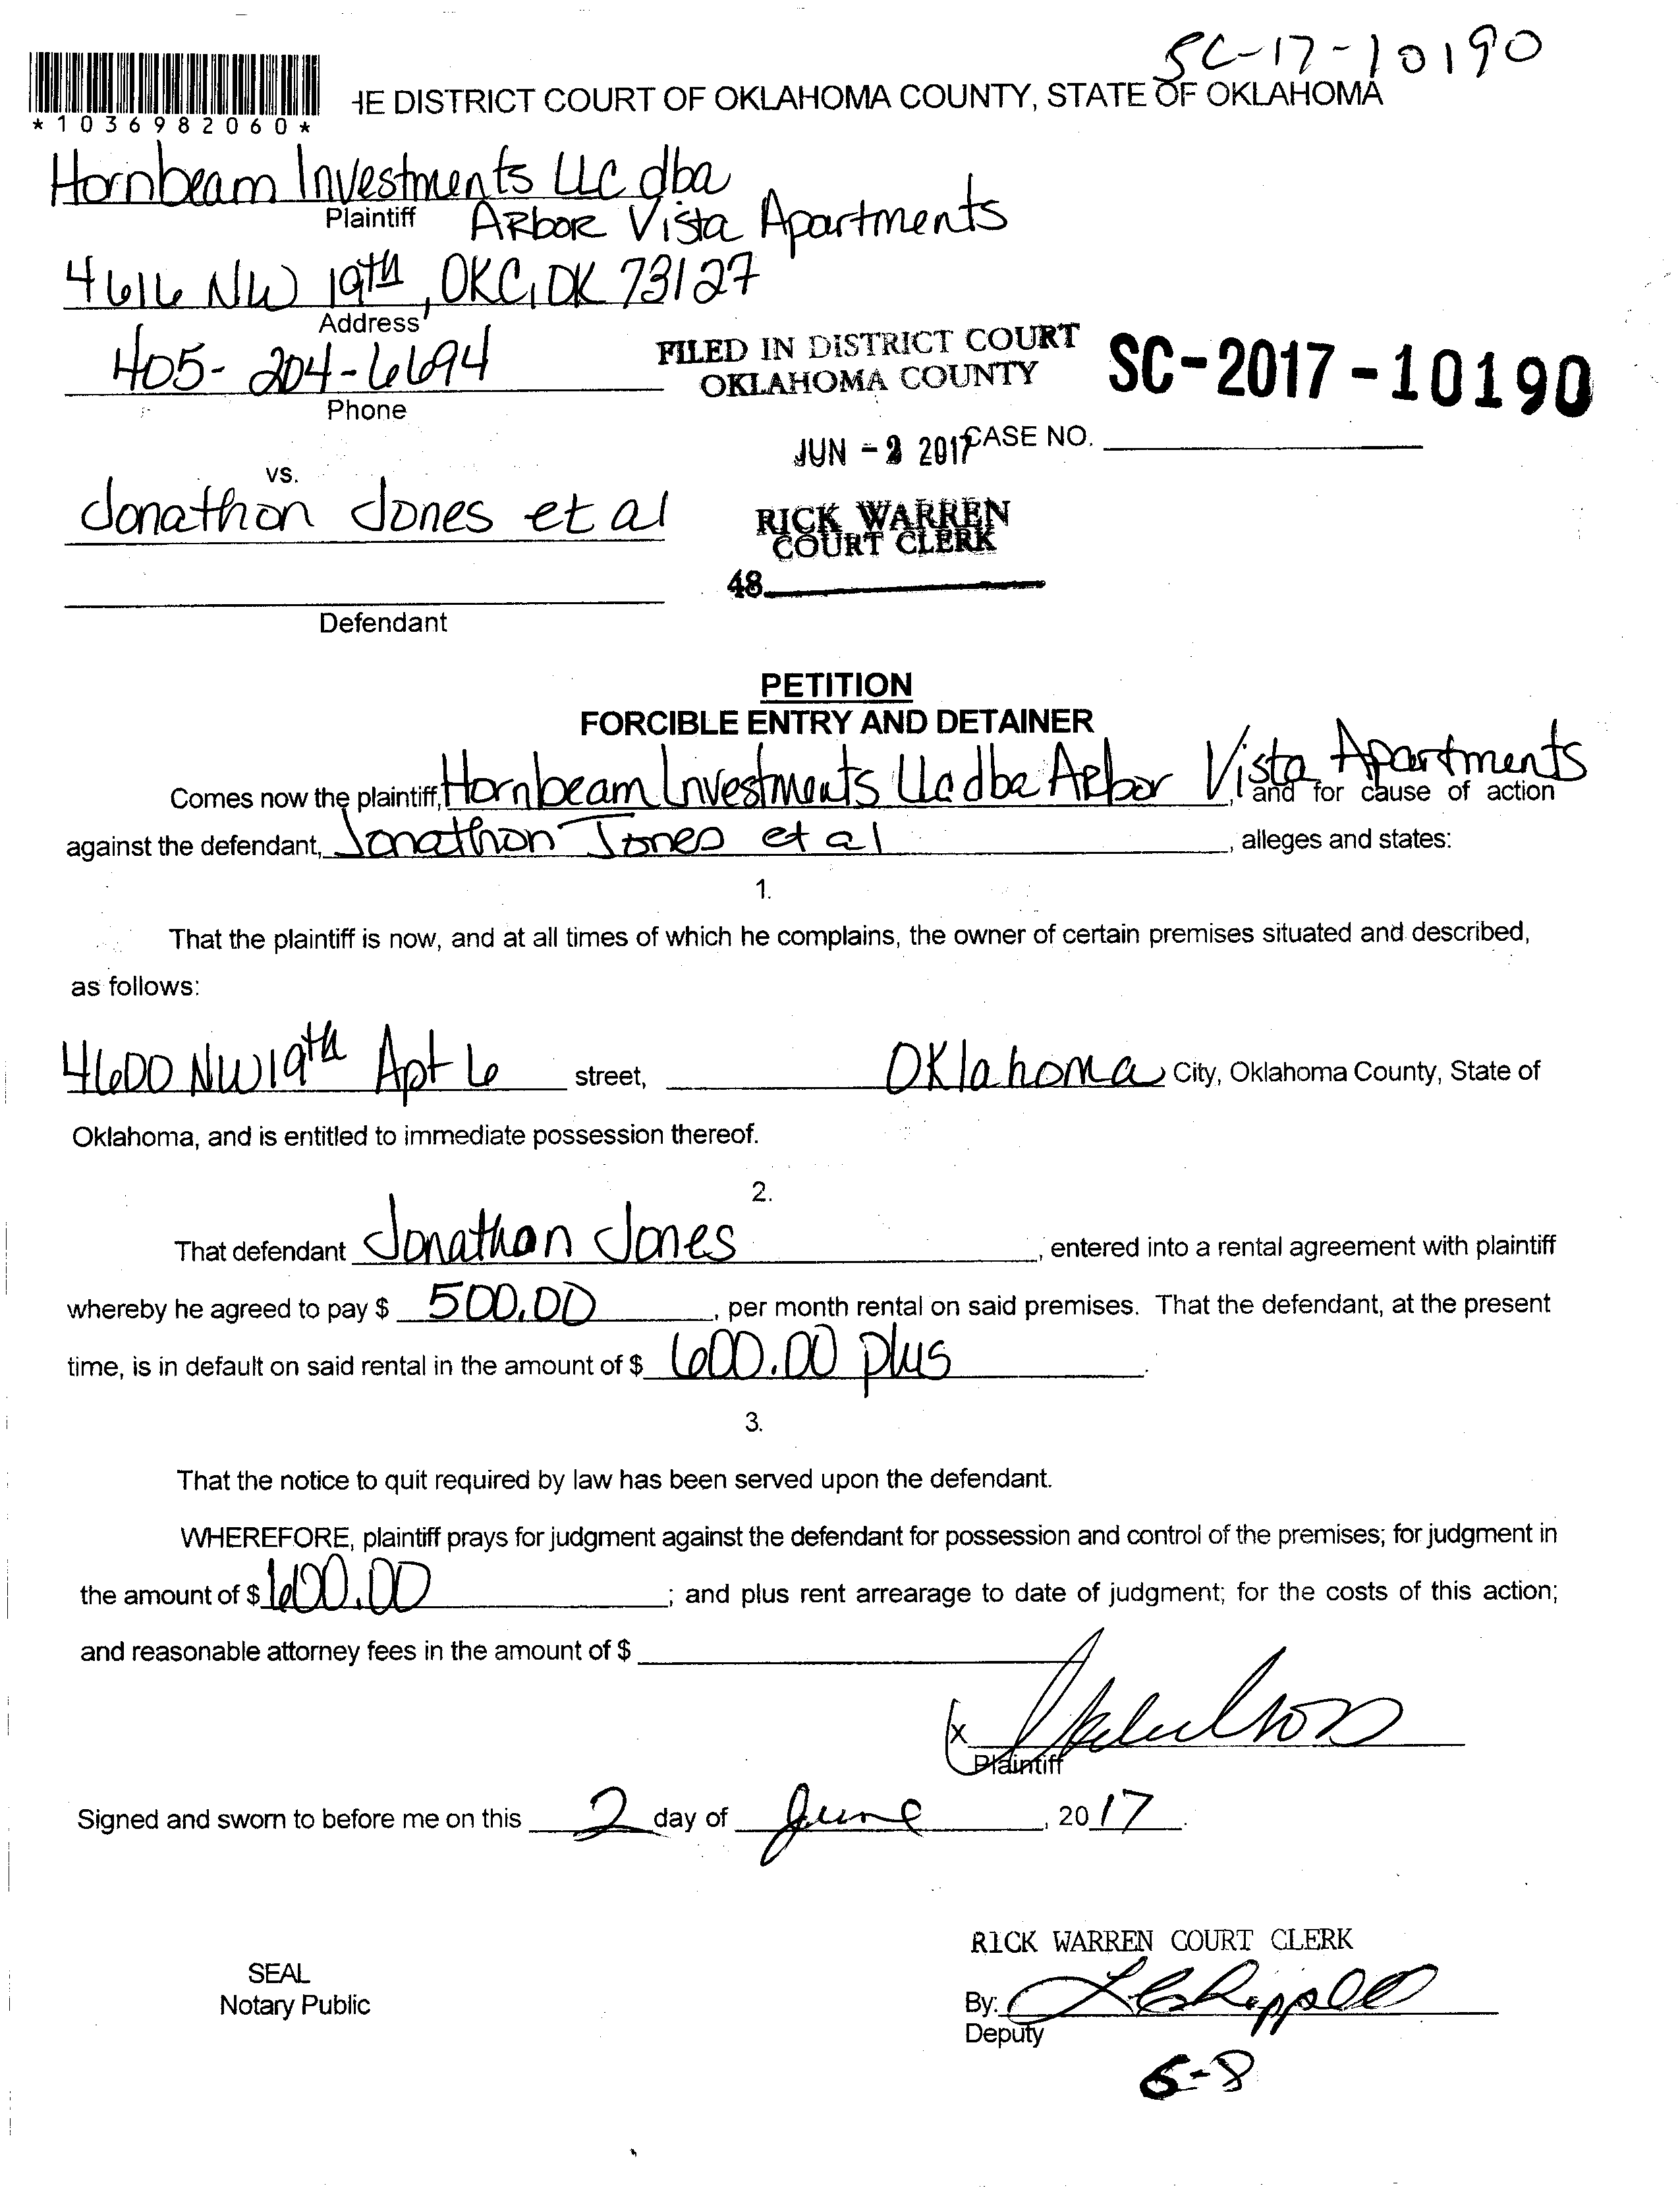 SC-17-10190
HE DISTRICT COURT OF OKLAHOMA COUNTY, STATE OF OKLAHOMA
*1036982060*
Hornbeam Investments LLC dba
Plaintiff
Arbor Vista Apartments
4616 NW 19th, OKC, OK 73127
Address
405-204-6694
Phone
FILED IN DISTRICT COURT
OKLAHOMA COUNTY
SC-2017-10190
JUN - 2 2017
CASE NO.
vs.
Jonathon Jones et al
RICK WARREN
COURT CLERK
48
Defendant
PETITION
FORCIBLE ENTRY AND DETAINER
Comes now the plaintiff, Hornbeam Investments LLC dba Arbor Vista Apartments, and for cause of action
against the defendant, Jonathon Jones et al, alleges and states:
1.
That the plaintiff is now, and at all times of which he complains, the owner of certain premises situated and described,
as follows:
4600 NW 19th Apt 6 street, Oklahoma City, Oklahoma County, State of
Oklahoma, and is entitled to immediate possession thereof.
2.
That defendant Jonathon Jones, entered into a rental agreement with plaintiff
whereby he agreed to pay $ 500.00, per month rental on said premises. That the defendant, at the present
time, is in default on said rental in the amount of $ 600.00 plus.
3.
That the notice to quit required by law has been served upon the defendant.
WHEREFORE, plaintiff prays for judgment against the defendant for possession and control of the premises; for judgment in
the amount of $ 600.00; and plus rent arrearage to date of judgment; for the costs of this action;
and reasonable attorney fees in the amount of $
x
Plaintiff
Signed and sworn to before me on this 2 day of June, 2017.
RICK WARREN COURT CLERK
SEAL
Notary Public
By:
Deputy
6-8